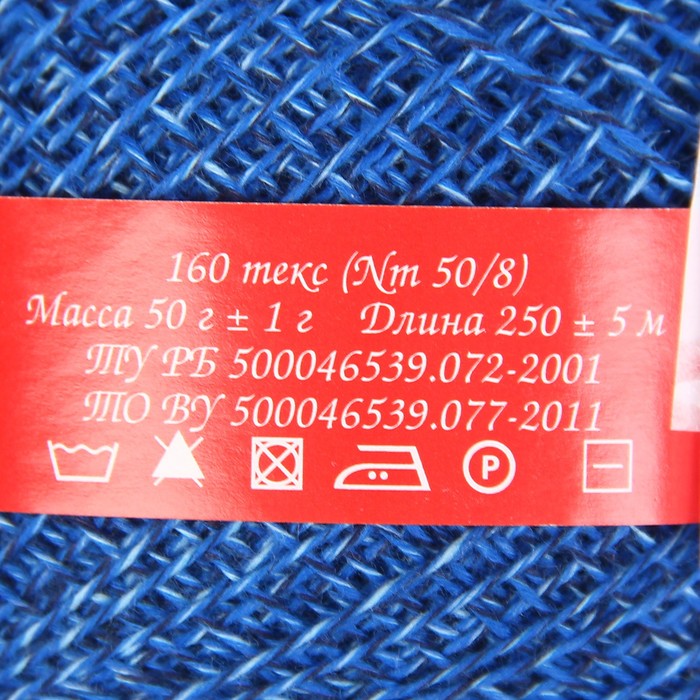 160 текс (Nm 50/8)
Масса 50 г ± 1 г Длина 250 ± 5 м
ТУ РБ 500046539.072-2001
ТО BY 500046539.077-2011
P